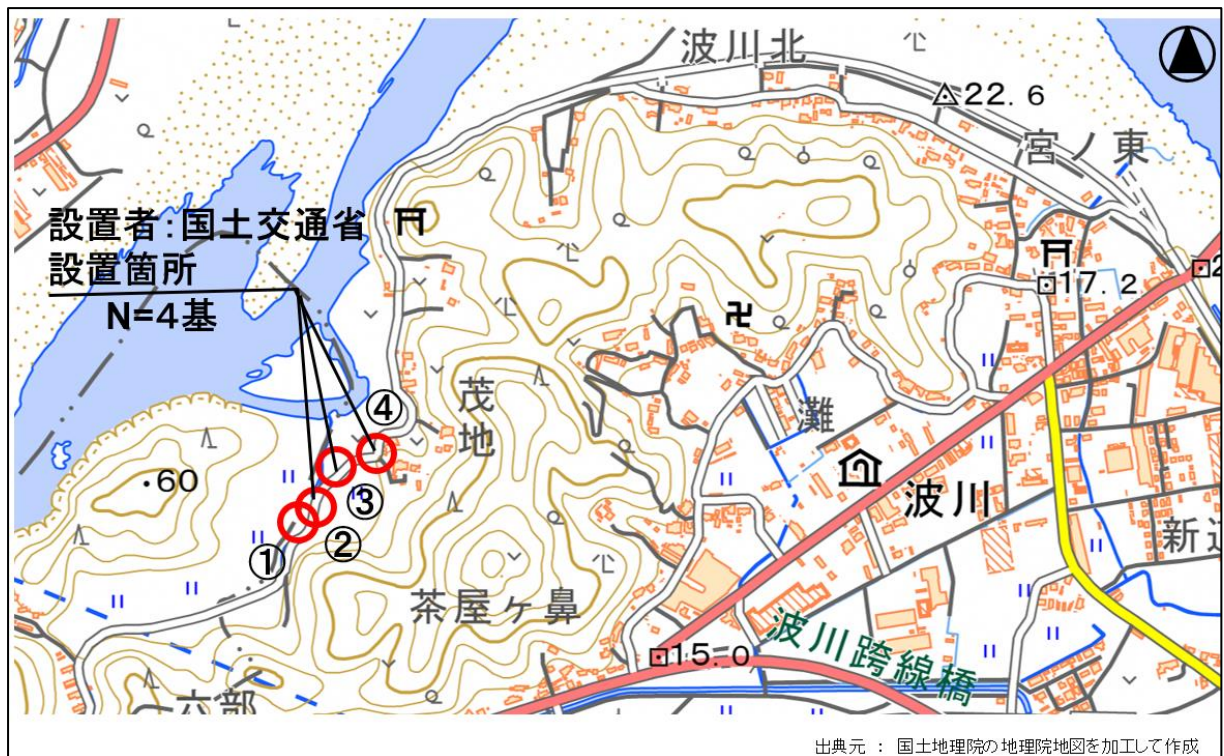 波川北
22.6
宮ノ東
設置者:国土交通省
設置箇所
N=4基
17.2
茂地
④
灘
60
③
波川
①
②
新
茶屋ヶ鼻
15.0
波川跨線橋
六部
出典元 : 国土地理院の地理院地図を加工して作成